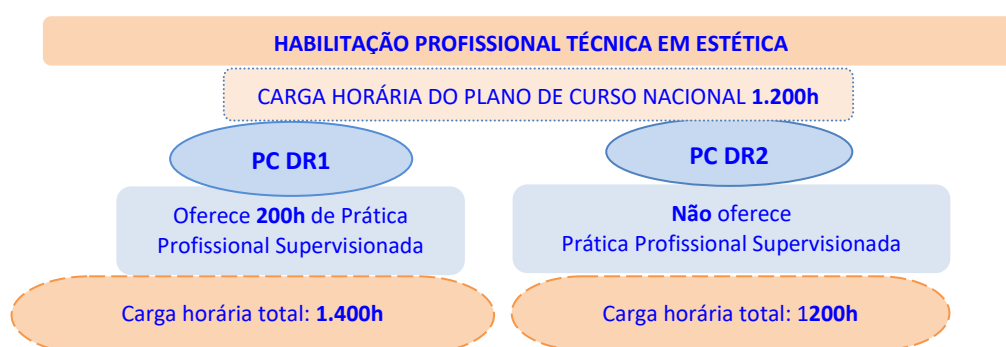 HABILITAÇÃO PROFISSIONAL TÉCNICA EM ESTÉTICA
CARGA HORÁRIA DO PLANO DE CURSO NACIONAL 1.200h
PC DR1
Oferece 200h de Prática
Profissional Supervisionada
Carga horária total: 1.400h
PC DR2
Não oferece
Prática Profissional Supervisionada
Carga horária total: 1200h